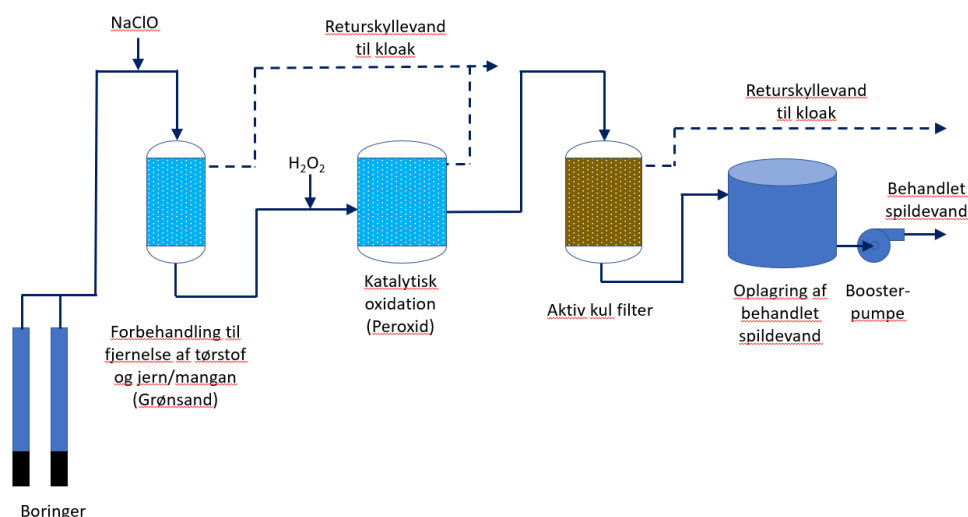 NaClO
Returskyllevand
til kloak
Returskyllevand
til kloak
H₂O₂
Behandlet
spildevand
Katalytisk
oxidation
(Peroxid)
Aktiv kul filter
Oplagring af
behandlet
spildevand
Booster-
pumpe
Forbehandling til
fjernelse af tørstof
og jern/mangan
(Grønsand)
Boringer